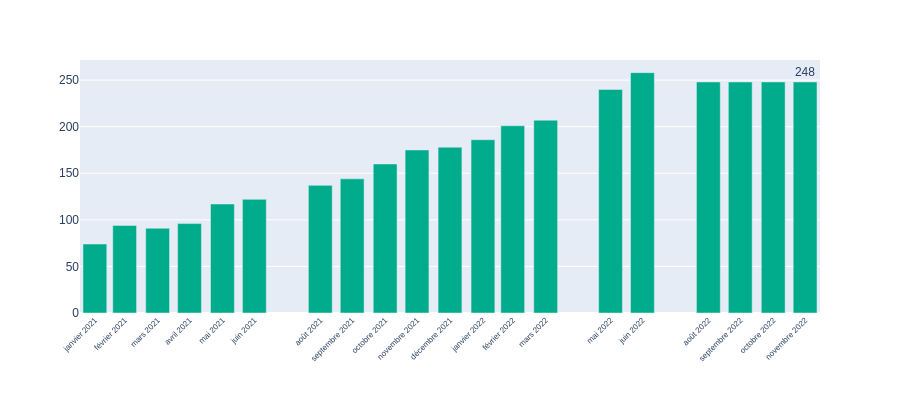 248
250
200
150
100
50
0
janvier 2021
février 2021
mars 2021
avril 2021
mai 2021
juin 2021
août 2021
septembre 2021
octobre 2021
novembre 2021
décembre 2021
janvier 2022
février 2022
mars 2022
mai 2022
juin 2022
août 2022
septembre 2022
octobre 2022
novembre 2022